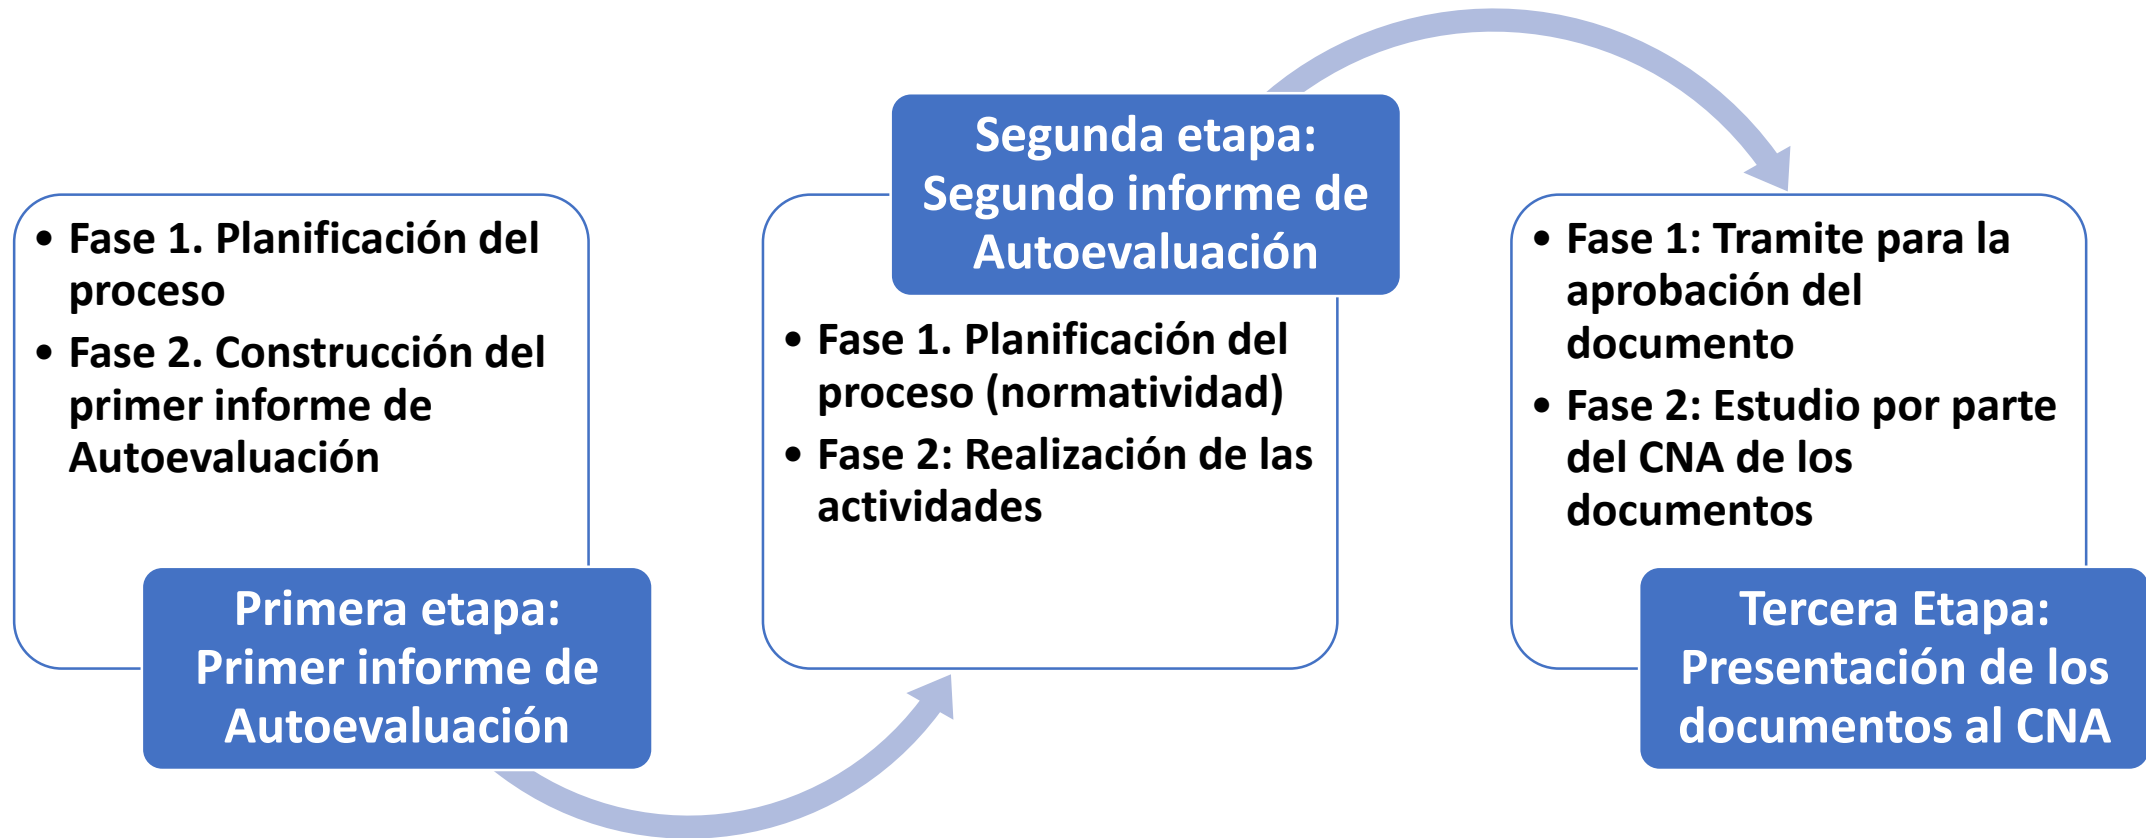 • Fase 1. Planificación del
proceso
• Fase 2. Construcción del
primer informe de
Autoevaluación
Primera etapa:
Primer informe de
Autoevaluación
Segunda etapa:
Segundo informe de
Autoevaluación
• Fase 1. Planificación del
proceso (normatividad)
• Fase 2: Realización de las
actividades
• Fase 1: Tramite para la
aprobación del
documento
• Fase 2: Estudio por parte
del CNA de los
documentos
Tercera Etapa:
Presentación de los
documentos al CNA